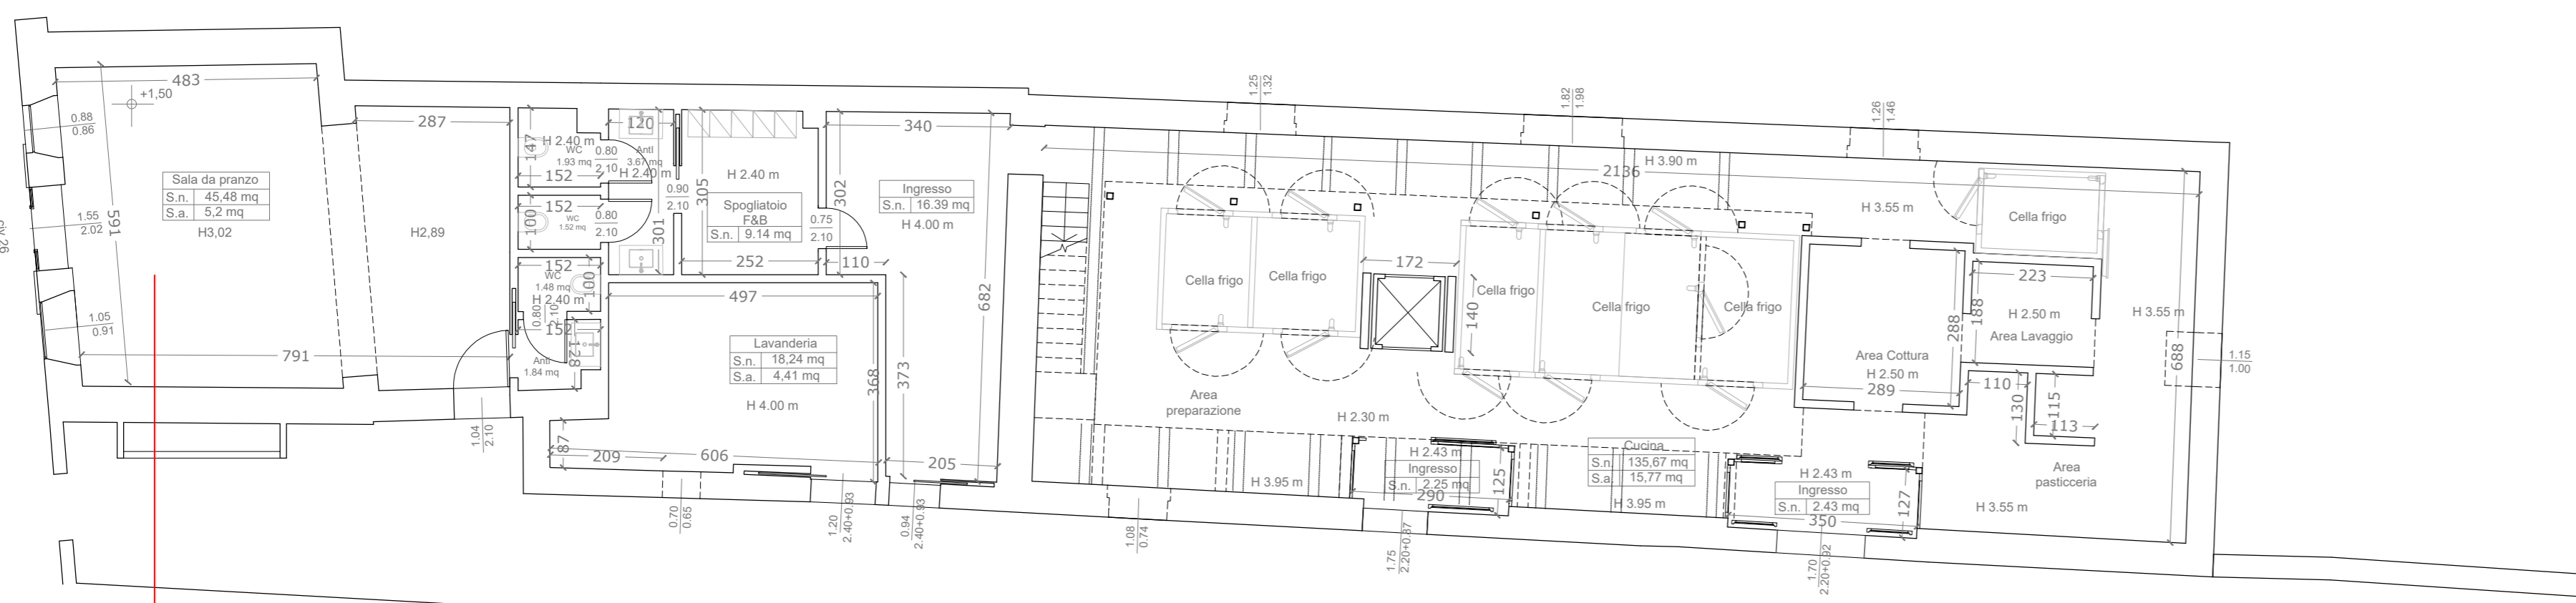 483
+1,50
0.88
0.86
Sala da pranzo
S.n. 45,48 mq
S.a. 5,2 mq
H3,02
591
1.55
2.02
civ.26
1.05
0.91
791
287
H2,89
1.04
2.10
147
H 2.40 m
WC
1.93 mq
152
0.80
2.10
120
Anti
3.67 mq
H 2.40 m
152
100
WC
1.52 mq
0.80
2.10
301
0.90
2.10
152
WC
1.48 mq
H 2.40 m
100
0.80
2.10
152
128
Anti
1.84 mq
305
H 2.40 m
Spogliatoio
F&B
S.n. 9.14 mq
252
0.75
2.10
110
340
302
Ingresso
S.n. 16.39 mq
H 4.00 m
682
373
205
497
Lavanderia
S.n. 18,24 mq
S.a. 4,41 mq
H 4.00 m
368
87
209
606
0.70
0.65
1.20
2.40+0.93
0.94
2.40+0.93
1.25
1.32
1.82
1.98
1.26
1.46
H 3.90 m
2136
Cella frigo
Cella frigo
172
140
Cella frigo
Cella frigo
Cella frigo
Area
preparazione
H 2.30 m
H 3.95 m
1.08
0.74
H 2.43 m
Ingresso
S.n. 2.25 mq
290
125
1.75
2.20+0.87
Cucina
S.n. 135,67 mq
S.a. 15,77 mq
H 3.95 m
H 2.43 m
Ingresso
S.n. 2.43 mq
350
127
1.70
2.20+0,92
H 3.55 m
Cella frigo
223
188
H 2.50 m
Area Lavaggio
288
Area Cottura
H 2.50 m
289
110
130
115
113
H 3.55 m
688
1.15
1.00
Area
pasticceria
H 3.55 m